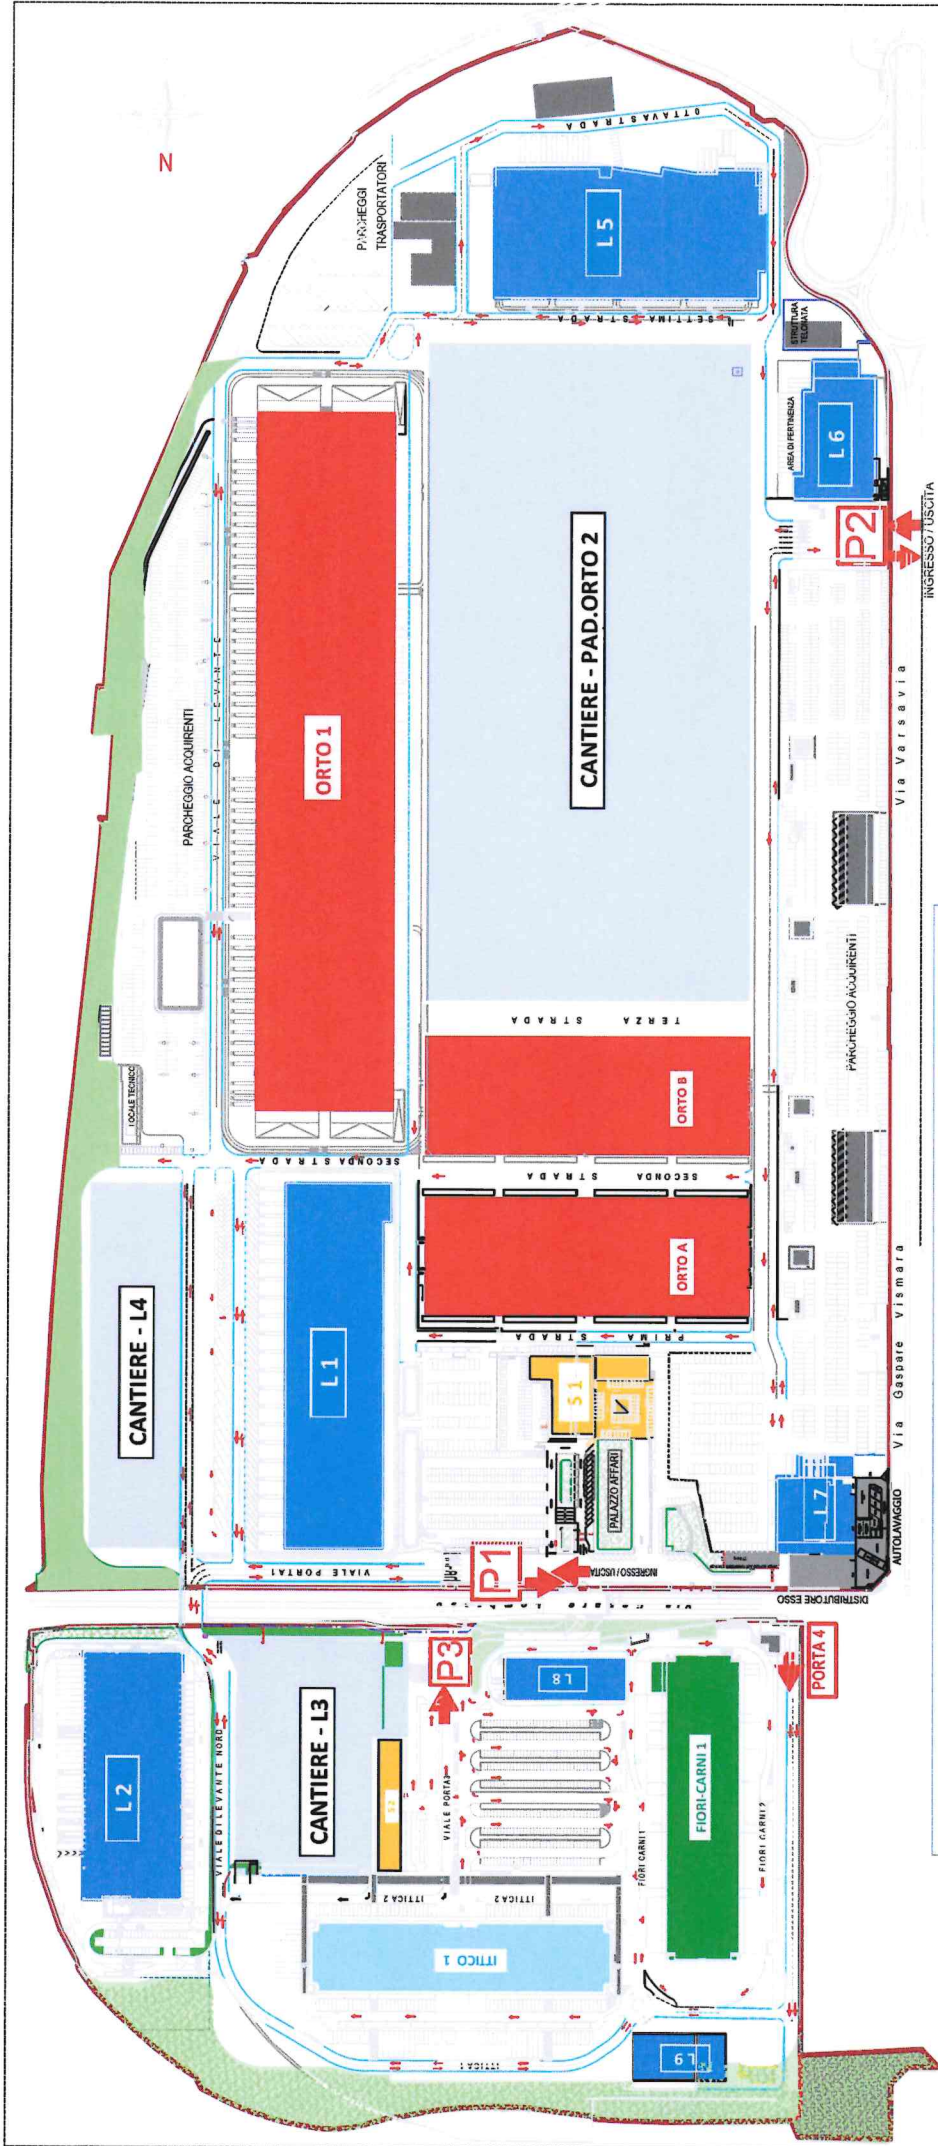 N
PARCHEGGI
TRASPORTATORI
OTTAVA STRADA
L 5
SETTIMA STRADA
STRUTTURA
TELONATA
AREA DI PERTINENZA
L 6
P2
INGRESSO / USCITA
Via Varsavia
CANTIERE - PAD.ORTO 2
ORTO 1
VIALE DI LEVANTE
PARCHEGGIO ACQUIRENTI
PARCHEGGIO ACQUIRENTI
TERZA STRADA
ORTO B
LOCALE TECNICO
SECONDA STRADA
SECONDA STRADA
ORTO A
PRIMA STRADA
Via Gaspare Vismara
CANTIERE - L4
L 1
S 1
PALAZZO AFFARI
L 7
AUTOLAVAGGIO
DISTRIBUTORE ESSO
VIALE PORTA1
P1
INGRESSO / USCITA
P3
PORTA 4
L 2
VIALE DI LEVANTE NORD
CANTIERE - L3
VIALE PORTA3
L 8
FIORI-CARNI 1
FIORI CARNI 1
FIORI CARNI 2
ITTICA 2
ITTICA 2
ITTICO 1
ITTICA 1
L 9